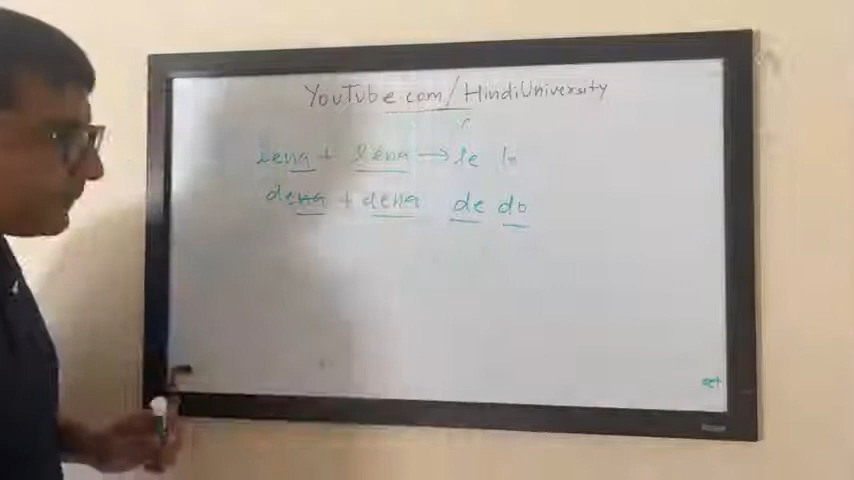 YouTube.com/HindiUniversity
lena + lena → le lo
dena + dena de do